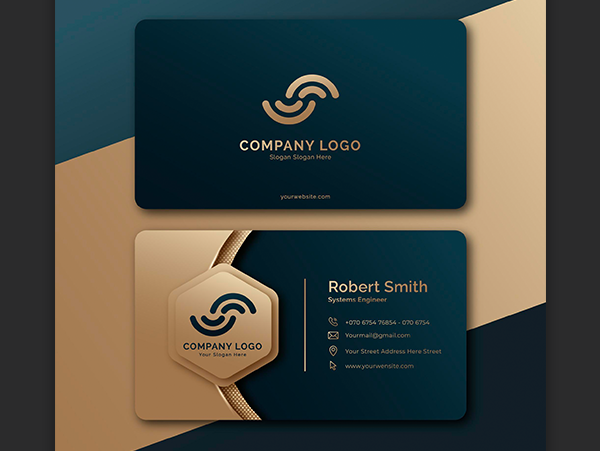 COMPANY LOGO
Slogan Slogan Here
yourwebsite.com
COMPANY LOGO
Your Slogan Here
Robert Smith
Systems Engineer
+070 6754 76854 - 070 6754
Yourmail@gmail.com
Your Street Address Here Street
www.yourwensite.com